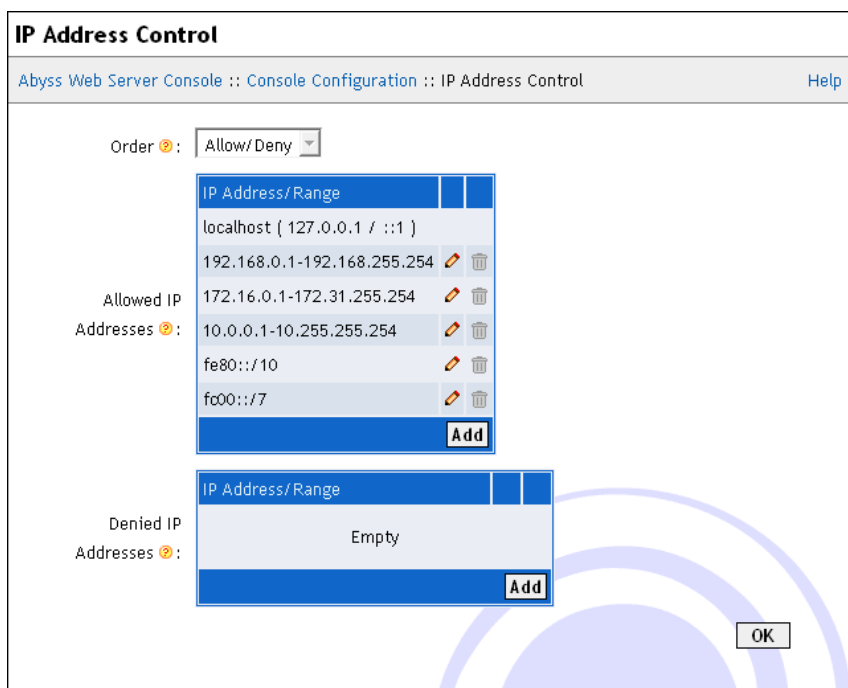 IP Address Control
Abyss Web Server Console :: Console Configuration :: IP Address Control Help
Order ? : Allow/Deny
IP Address/Range
localhost ( 127.0.0.1 / ::1 )
192.168.0.1-192.168.255.254
Allowed IP Addresses ? :
172.16.0.1-172.31.255.254
10.0.0.1-10.255.255.254
fe80::/10
fc00::/7
Add
IP Address/Range
Denied IP Addresses ? :
Empty
Add
OK